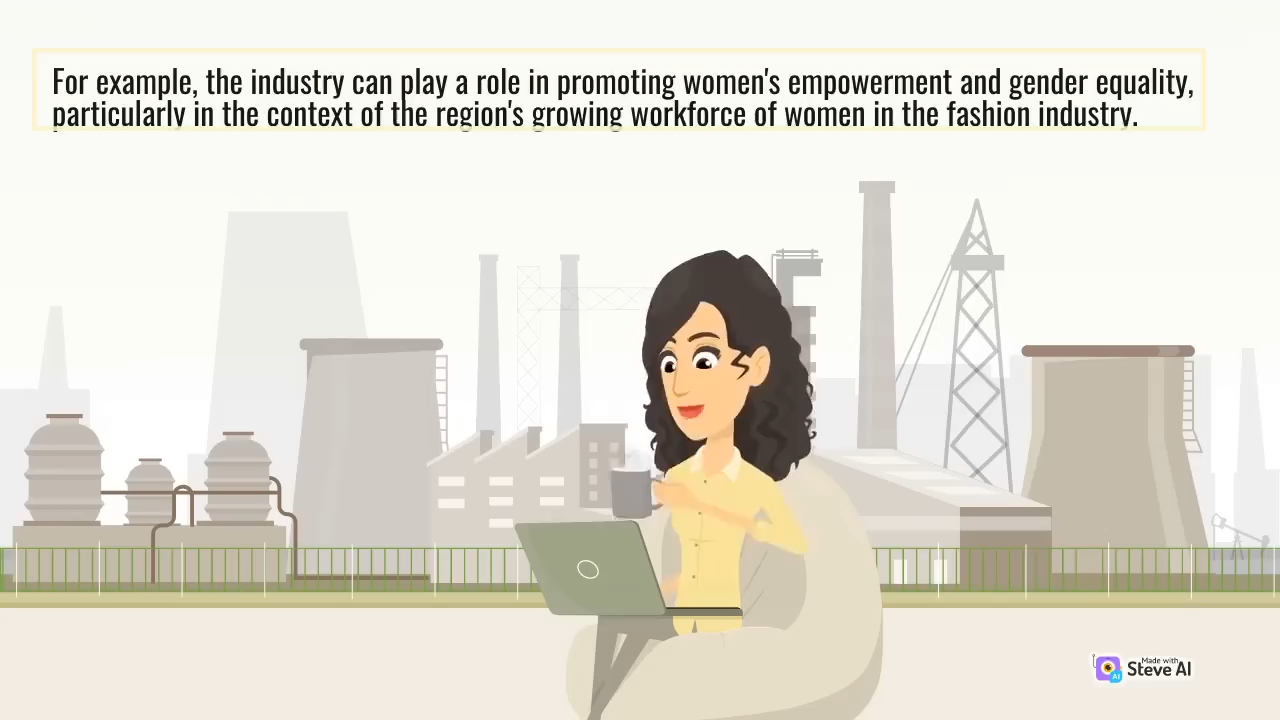 For example, the industry can play a role in promoting women's empowerment and gender equality,
particularly in the context of the region's growing workforce of women in the fashion industry.
Made with
Steve AI
AI